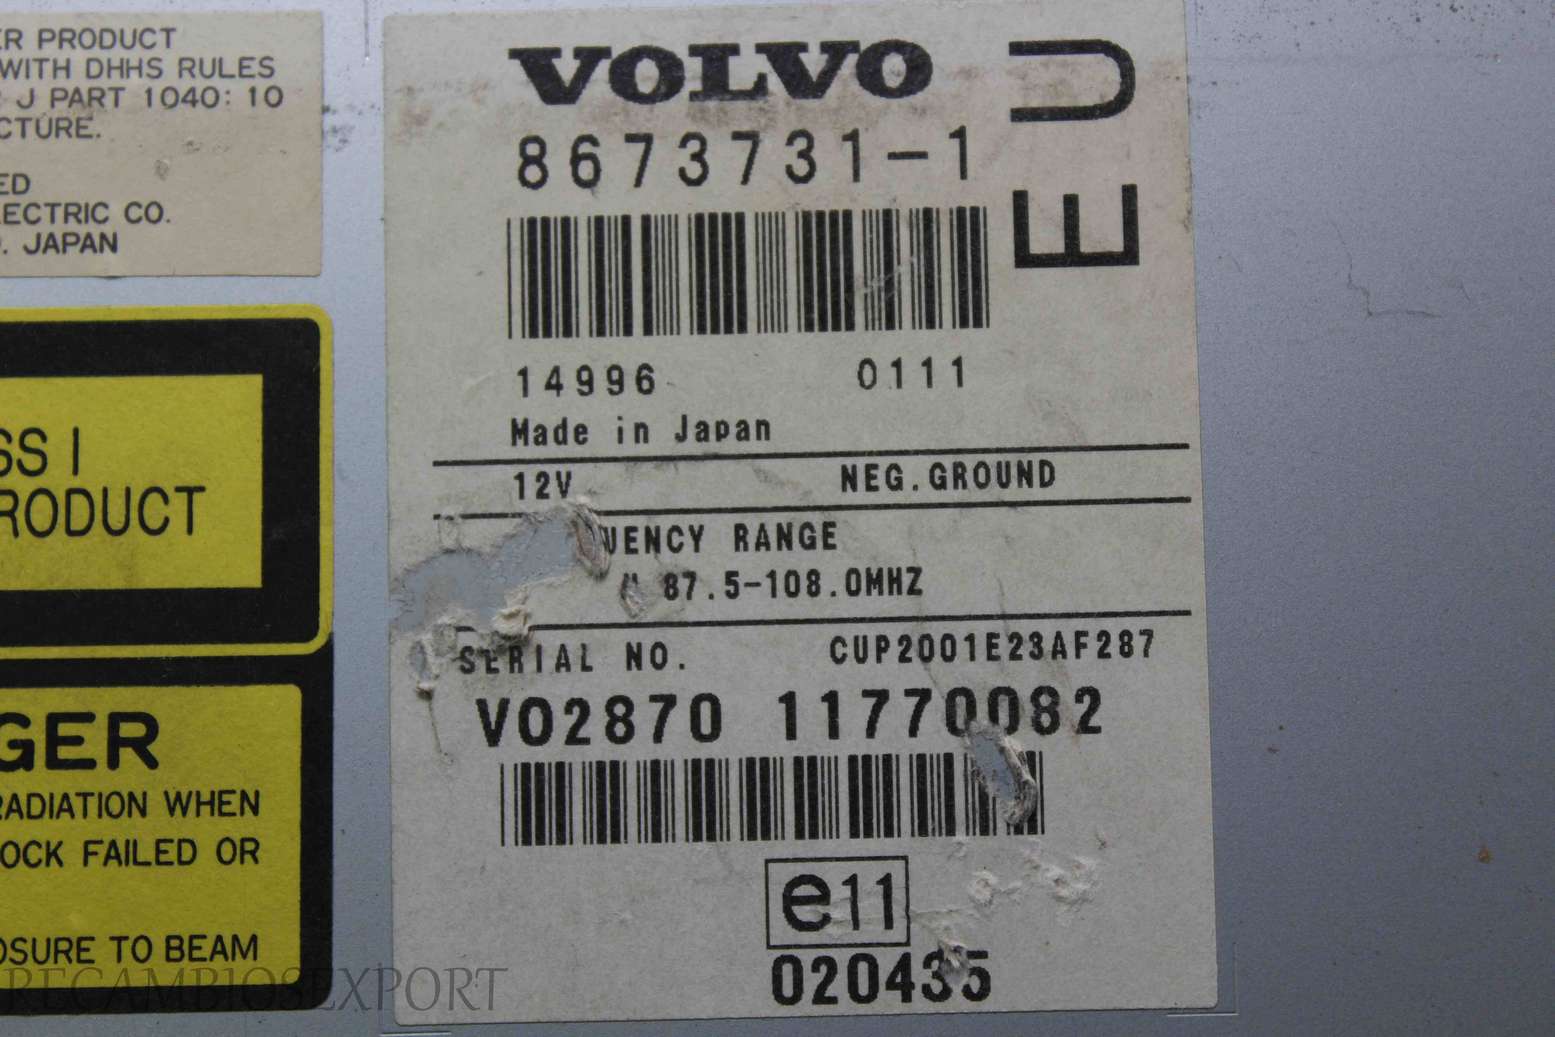 ER PRODUCT
WITH DHHS RULES
R J PART 1040: 10
CTURE.
ED
LECTRIC CO.
O. JAPAN
SS I
RODUCT
GER
RADIATION WHEN
OCK FAILED OR
OSURE TO BEAM
VOLVO
EU
8673731-1
14996 0111
Made in Japan
12V NEG.GROUND
UENCY RANGE
87.5-108.0MHZ
SERIAL NO. CUP2001E23AF287
VO2870 11770082
e11
020435
RECAMBIOSEXPORT